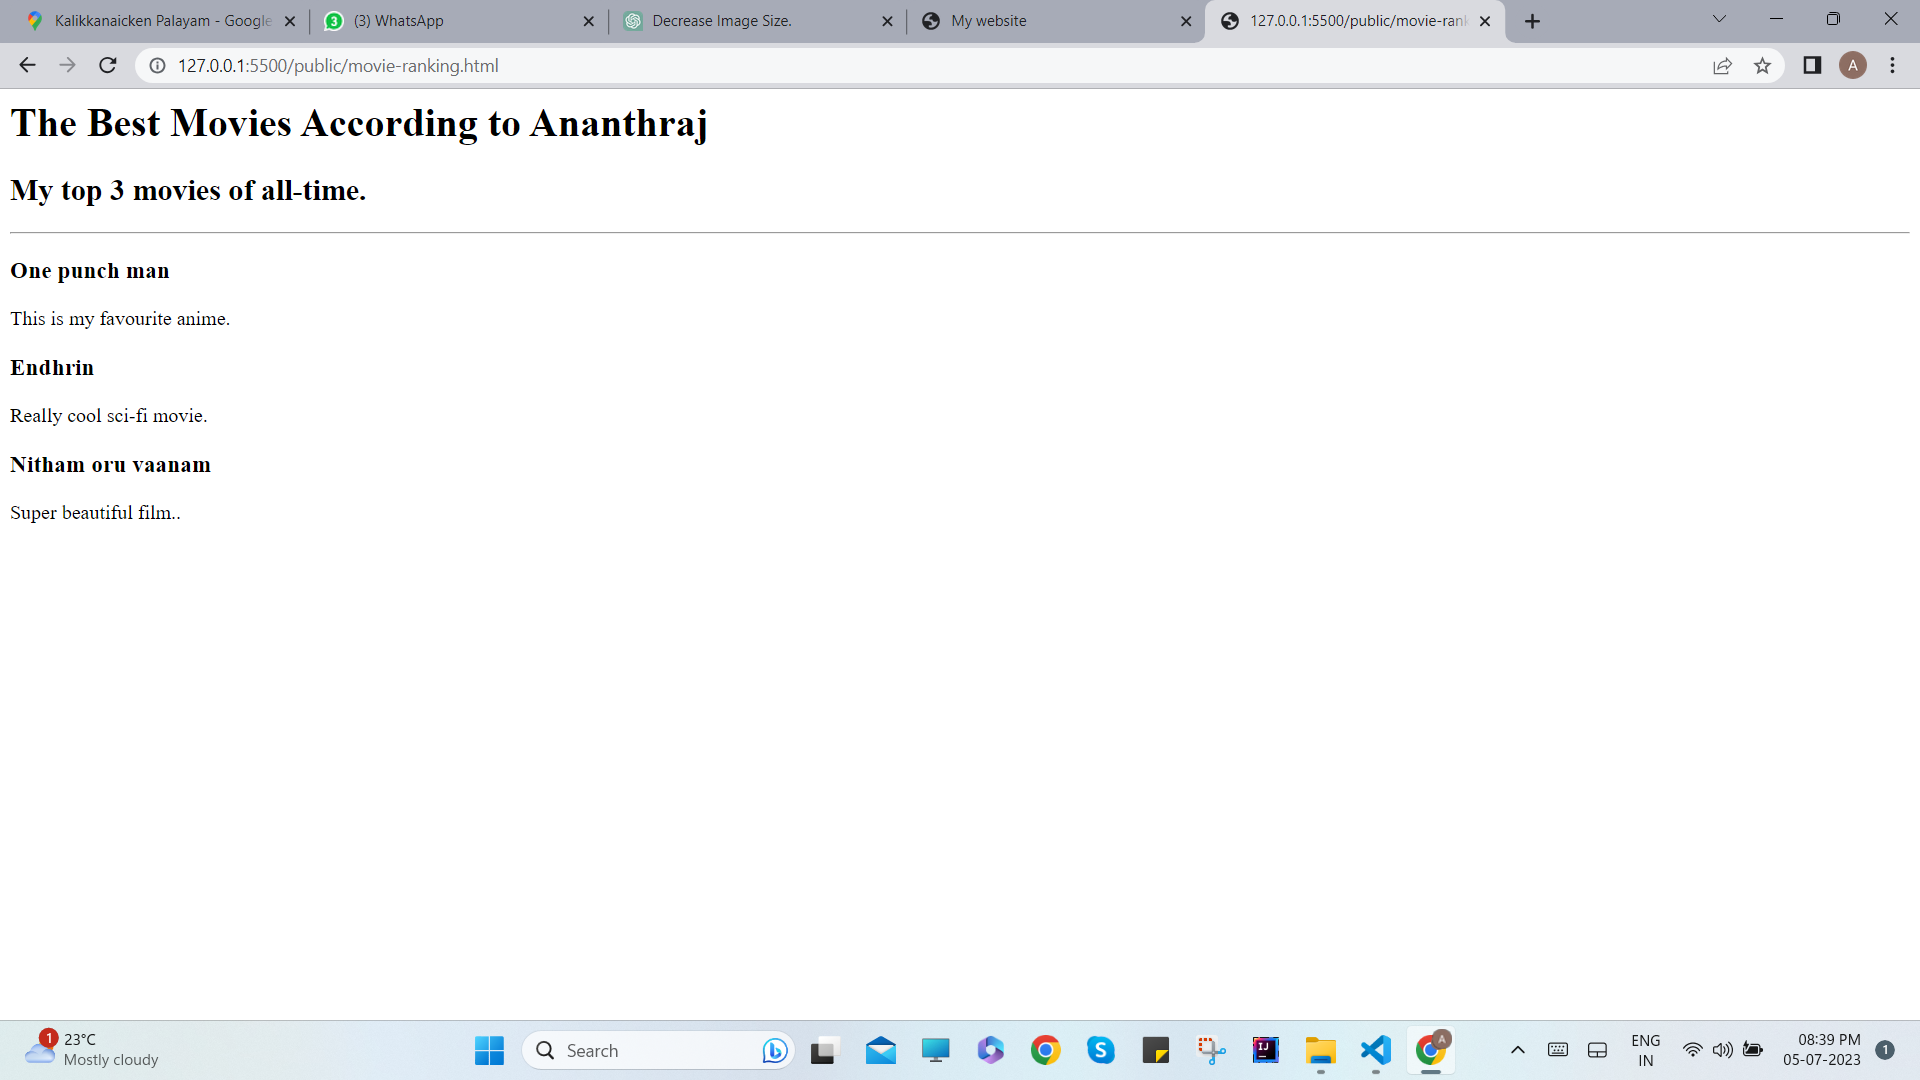 Kalikkanaicken Palayam - Google
(3) WhatsApp
Decrease Image Size.
My website
127.0.0.1:5500/public/movie-rank
127.0.0.1:5500/public/movie-ranking.html
A
The Best Movies According to Ananthraj
My top 3 movies of all-time.
One punch man
This is my favourite anime.
Endhrin
Really cool sci-fi movie.
Nitham oru vaanam
Super beautiful film..
1
23°C
Mostly cloudy
Search
ENG
IN
08:39 PM
05-07-2023
1